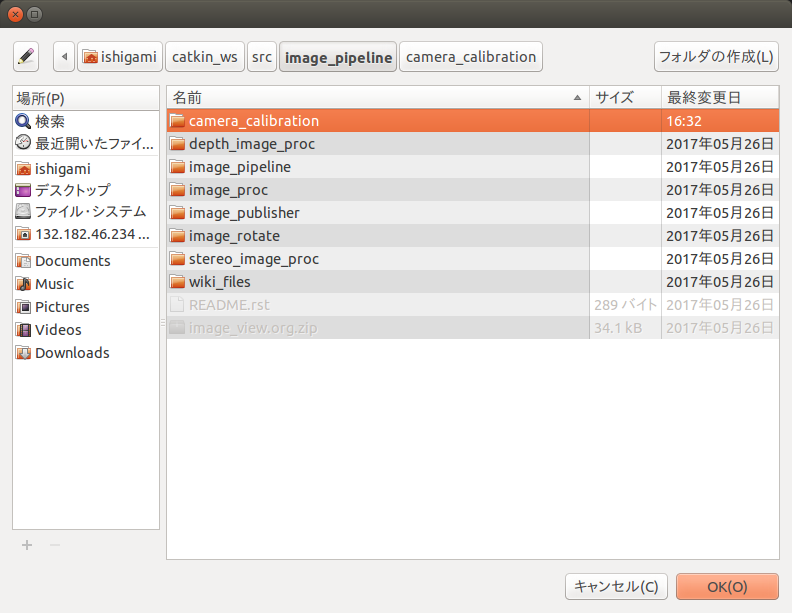 ishigami catkin_ws src image_pipeline camera_calibration フォルダの作成(L)
場所(P)
検索
最近開いたファイ...
ishigami
デスクトップ
ファイル・システム
132.182.46.234 ...
Documents
Music
Pictures
Videos
Downloads
名前 サイズ 最終変更日
camera_calibration 16:32
depth_image_proc 2017年05月26日
image_pipeline 2017年05月26日
image_proc 2017年05月26日
image_publisher 2017年05月26日
image_rotate 2017年05月26日
stereo_image_proc 2017年05月26日
wiki_files 2017年05月26日
README.rst 289 バイト 2017年05月26日
image_view.org.zip 34.1 kB 2017年05月26日
キャンセル(C) OK(O)